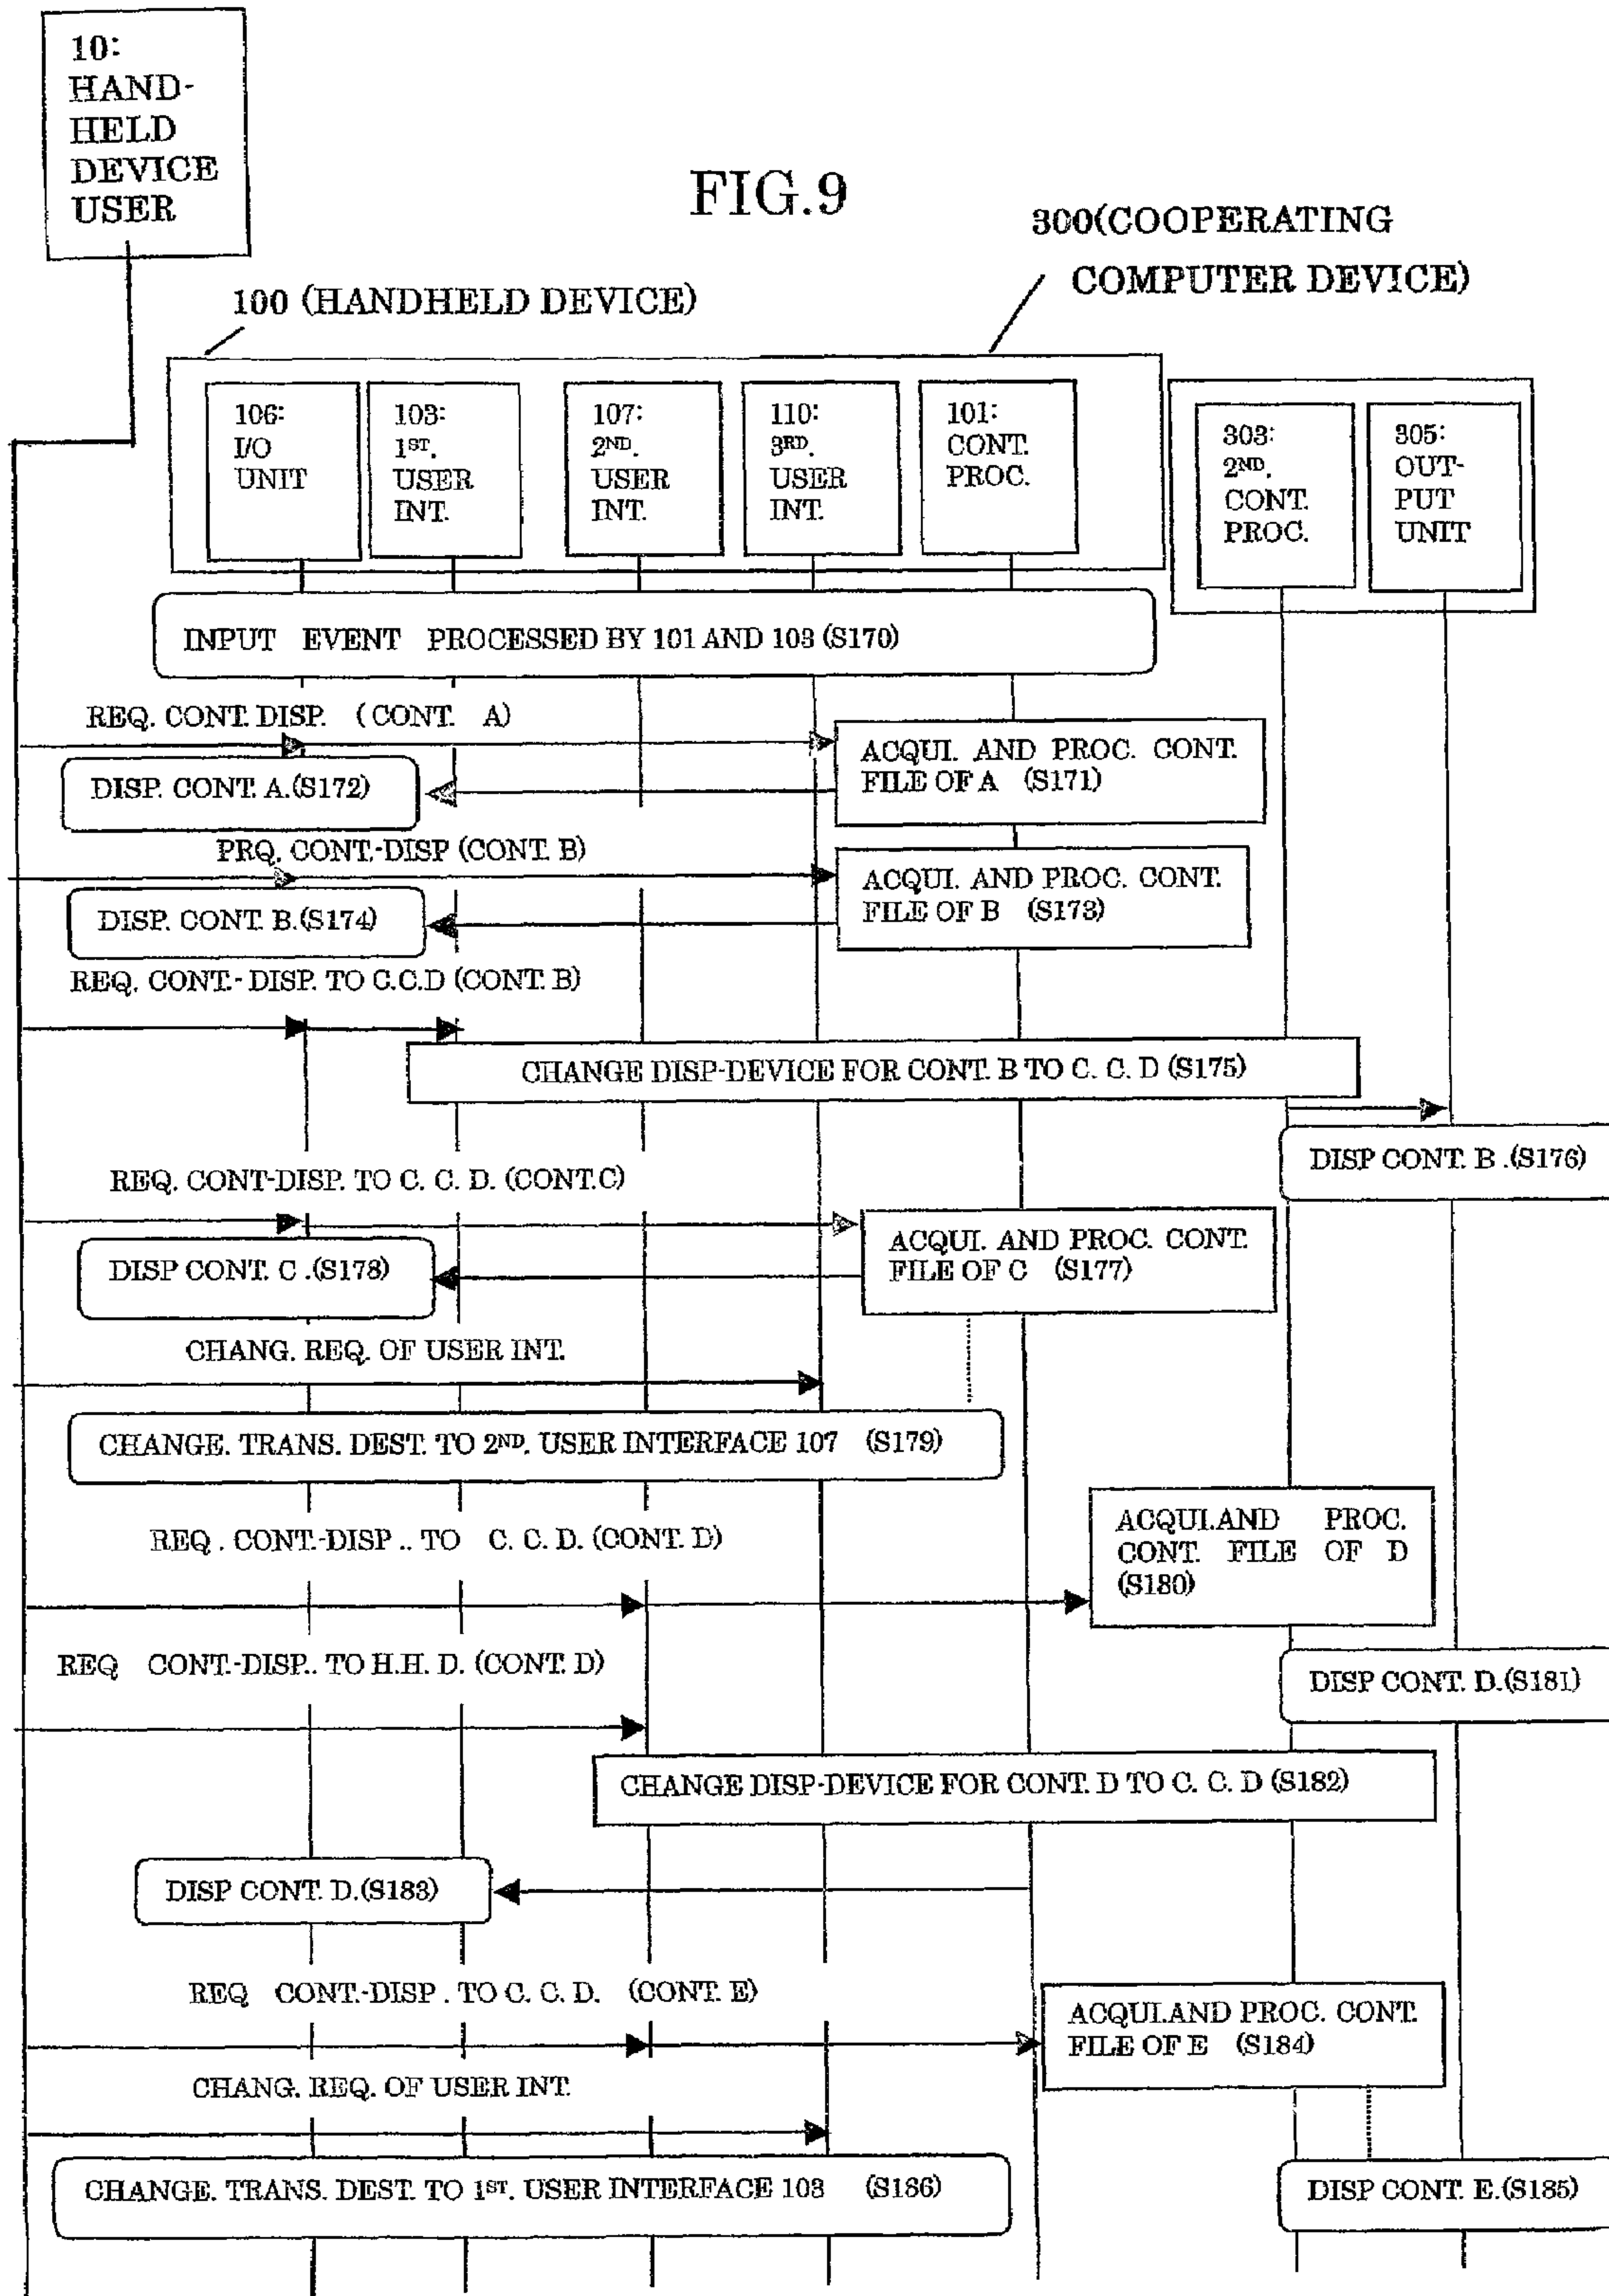 10:
HAND-
HELD
DEVICE
USER
FIG.9
300(COOPERATING
COMPUTER DEVICE)
100 (HANDHELD DEVICE)
106:
I/O
UNIT
103:
1ST.
USER
INT.
107:
2ND.
USER
INT.
110:
3RD.
USER
INT.
101:
CONT.
PROC.
303:
2ND.
CONT.
PROC.
305:
OUT-
PUT
UNIT
INPUT EVENT PROCESSED BY 101 AND 103 (S170)
REQ. CONT. DISP. (CONT. A)
ACQUI. AND PROC. CONT.
FILE OF A (S171)
DISP. CONT. A.(S172)
PRQ. CONT.-DISP (CONT. B)
ACQUI. AND PROC. CONT.
FILE OF B (S173)
DISP. CONT. B.(S174)
REQ. CONT.- DISP. TO C.C.D (CONT. B)
CHANGE DISP-DEVICE FOR CONT. B TO C. C. D (S175)
DISP CONT. B .(S176)
REQ. CONT-DISP. TO C. C. D. (CONT.C)
ACQUI. AND PROC. CONT.
FILE OF C (S177)
DISP CONT. C .(S178)
CHANG. REQ. OF USER INT.
CHANGE. TRANS. DEST. TO 2ND. USER INTERFACE 107 (S179)
REQ . CONT.-DISP .. TO C. C. D. (CONT. D)
ACQUI.AND PROC.
CONT. FILE OF D
(S180)
REQ CONT.-DISP.. TO H.H. D. (CONT. D)
DISP CONT. D.(S181)
CHANGE DISP-DEVICE FOR CONT. D TO C. C. D (S182)
DISP CONT. D.(S183)
REQ CONT.-DISP . TO C. C. D. (CONT. E)
ACQUI.AND PROC. CONT.
FILE OF E (S184)
CHANG. REQ. OF USER INT.
CHANGE. TRANS. DEST. TO 1ST. USER INTERFACE 103 (S186)
DISP CONT. E.(S185)